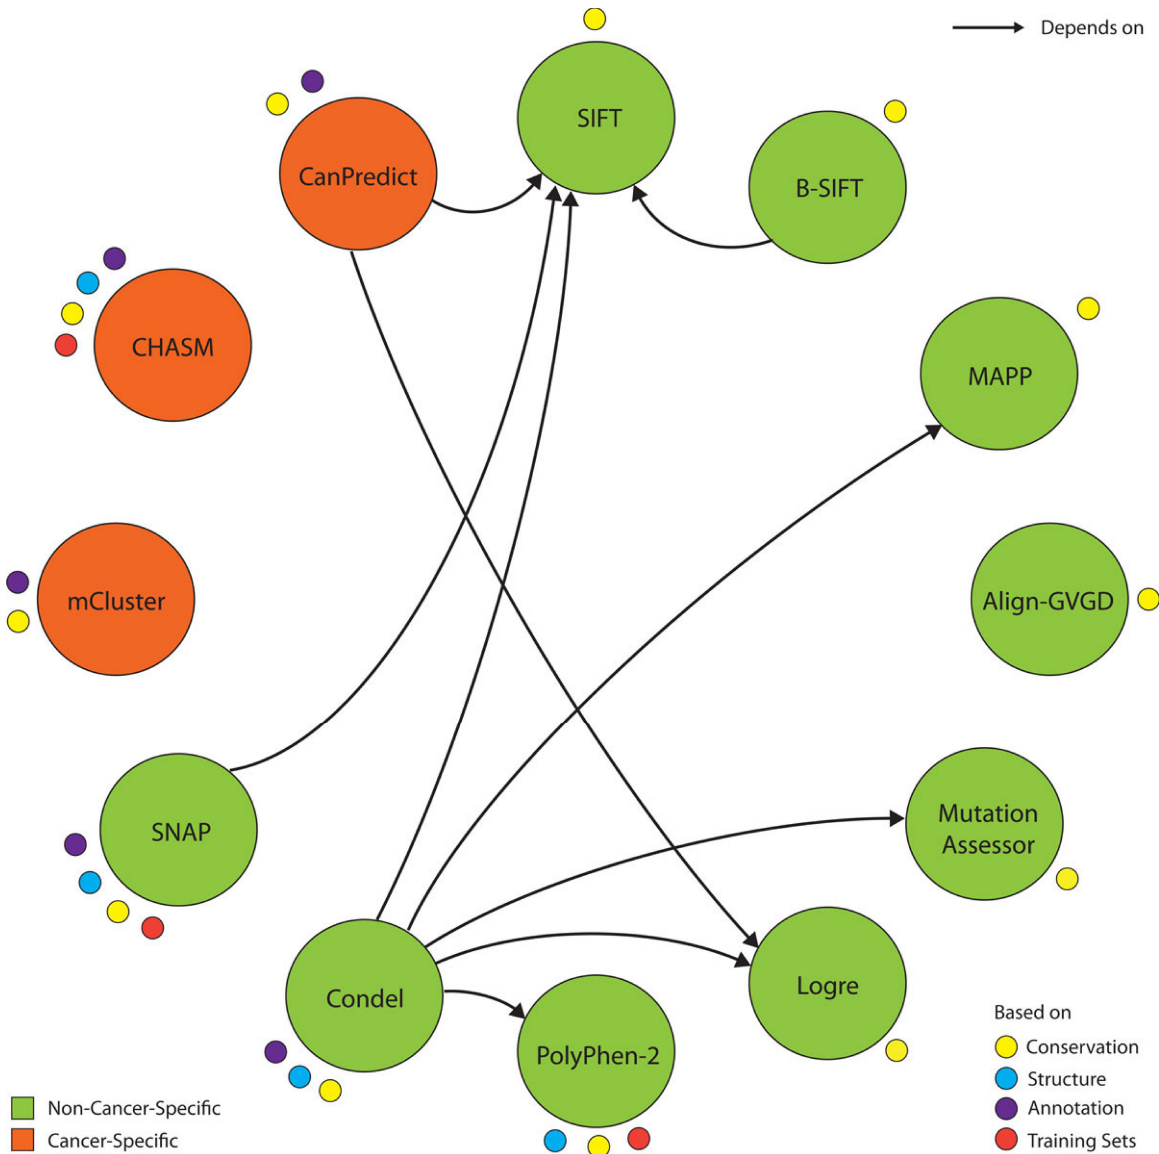 Depends on
SIFT
CanPredict
B-SIFT
CHASM
MAPP
mCluster
Align-GVGD
SNAP
Mutation
Assessor
Condel
Logre
PolyPhen-2
Based on
Conservation
Structure
Annotation
Training Sets
Non-Cancer-Specific
Cancer-Specific